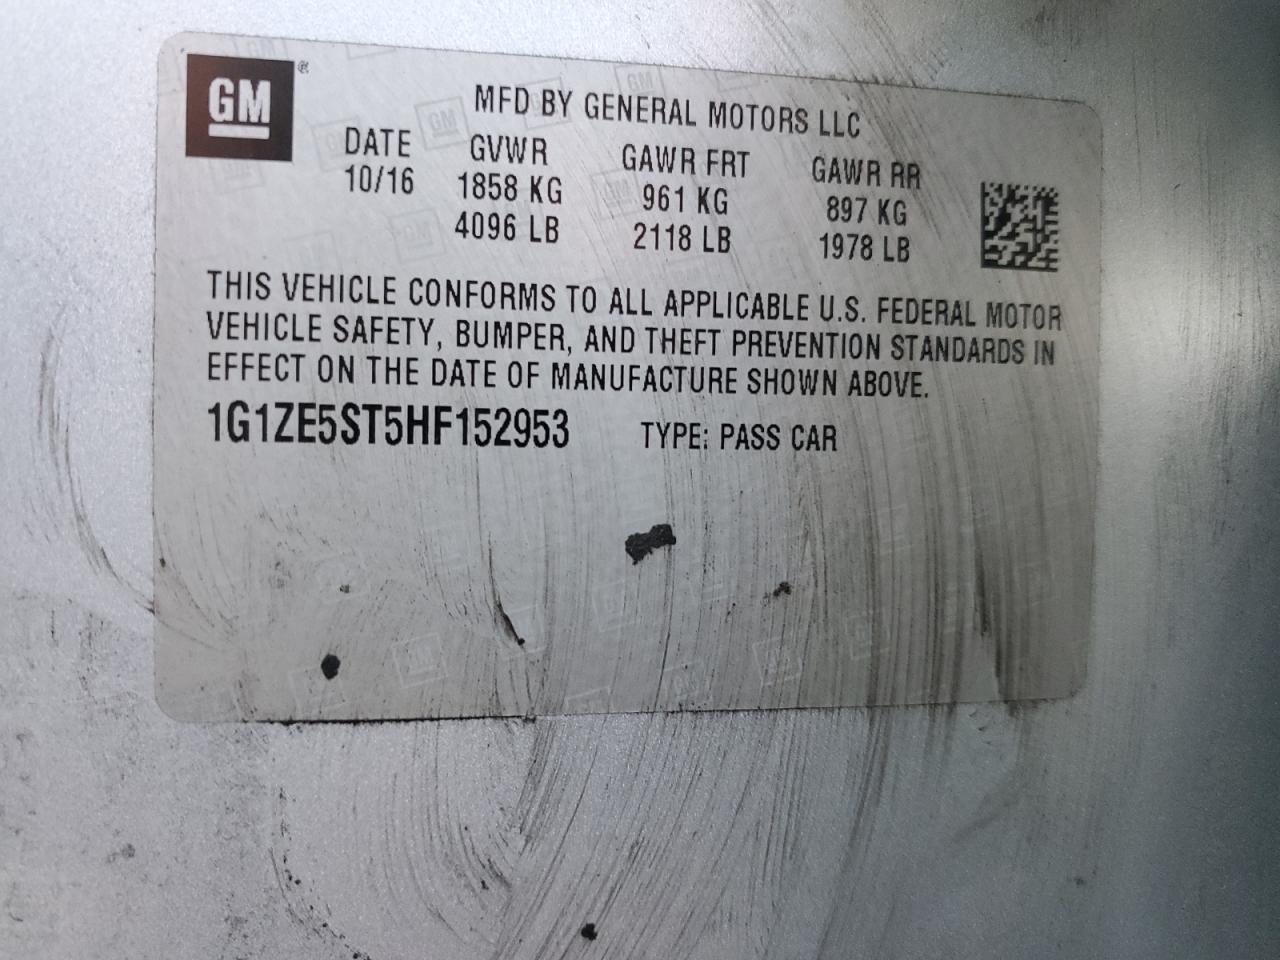 GM ®
MFD BY GENERAL MOTORS LLC
DATE GVWR GAWR FRT GAWR RR
10/16 1858 KG 961 KG 897 KG
4096 LB 2118 LB 1978 LB
THIS VEHICLE CONFORMS TO ALL APPLICABLE U.S. FEDERAL MOTOR
VEHICLE SAFETY, BUMPER, AND THEFT PREVENTION STANDARDS IN
EFFECT ON THE DATE OF MANUFACTURE SHOWN ABOVE.
1G1ZE5ST5HF152953 TYPE: PASS CAR